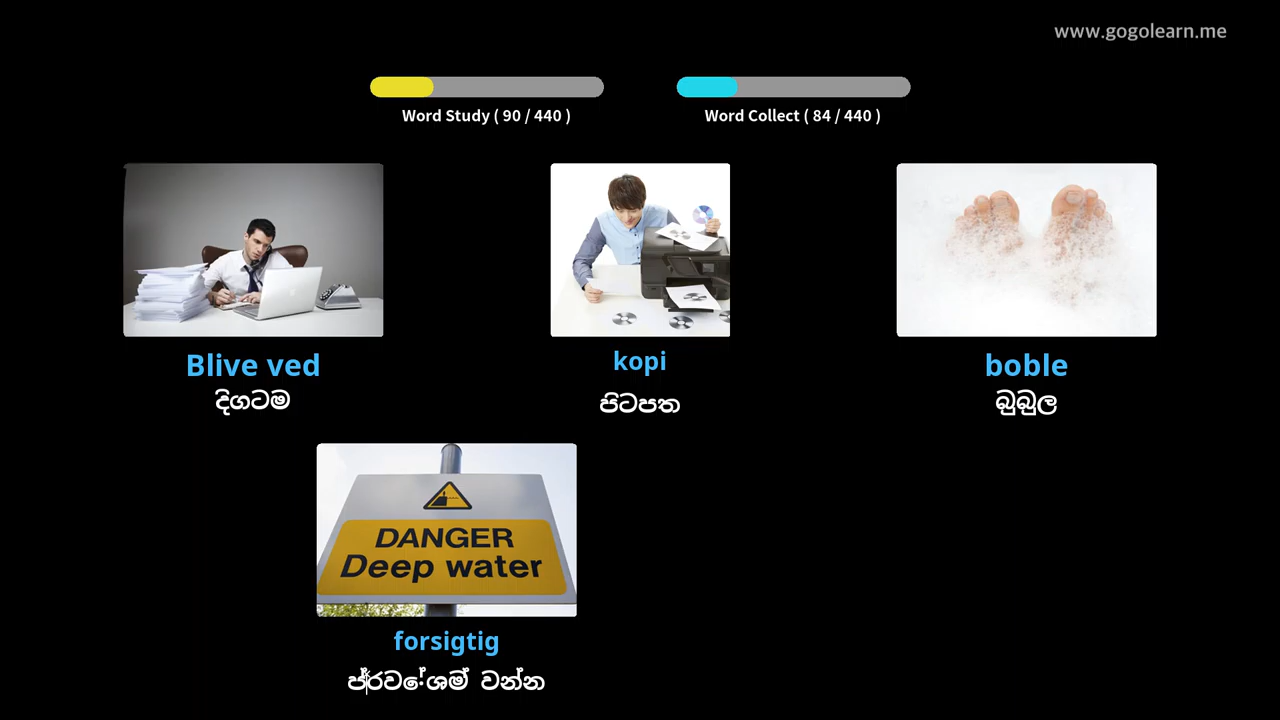 www.gogolearn.me
Word Study ( 90 / 440 )
Word Collect ( 84 / 440 )
Blive ved
දිගටම
kopi
පිටපත
boble
බුබුල
DANGER
Deep water
forsigtig
ප්රවේශම් වන්න